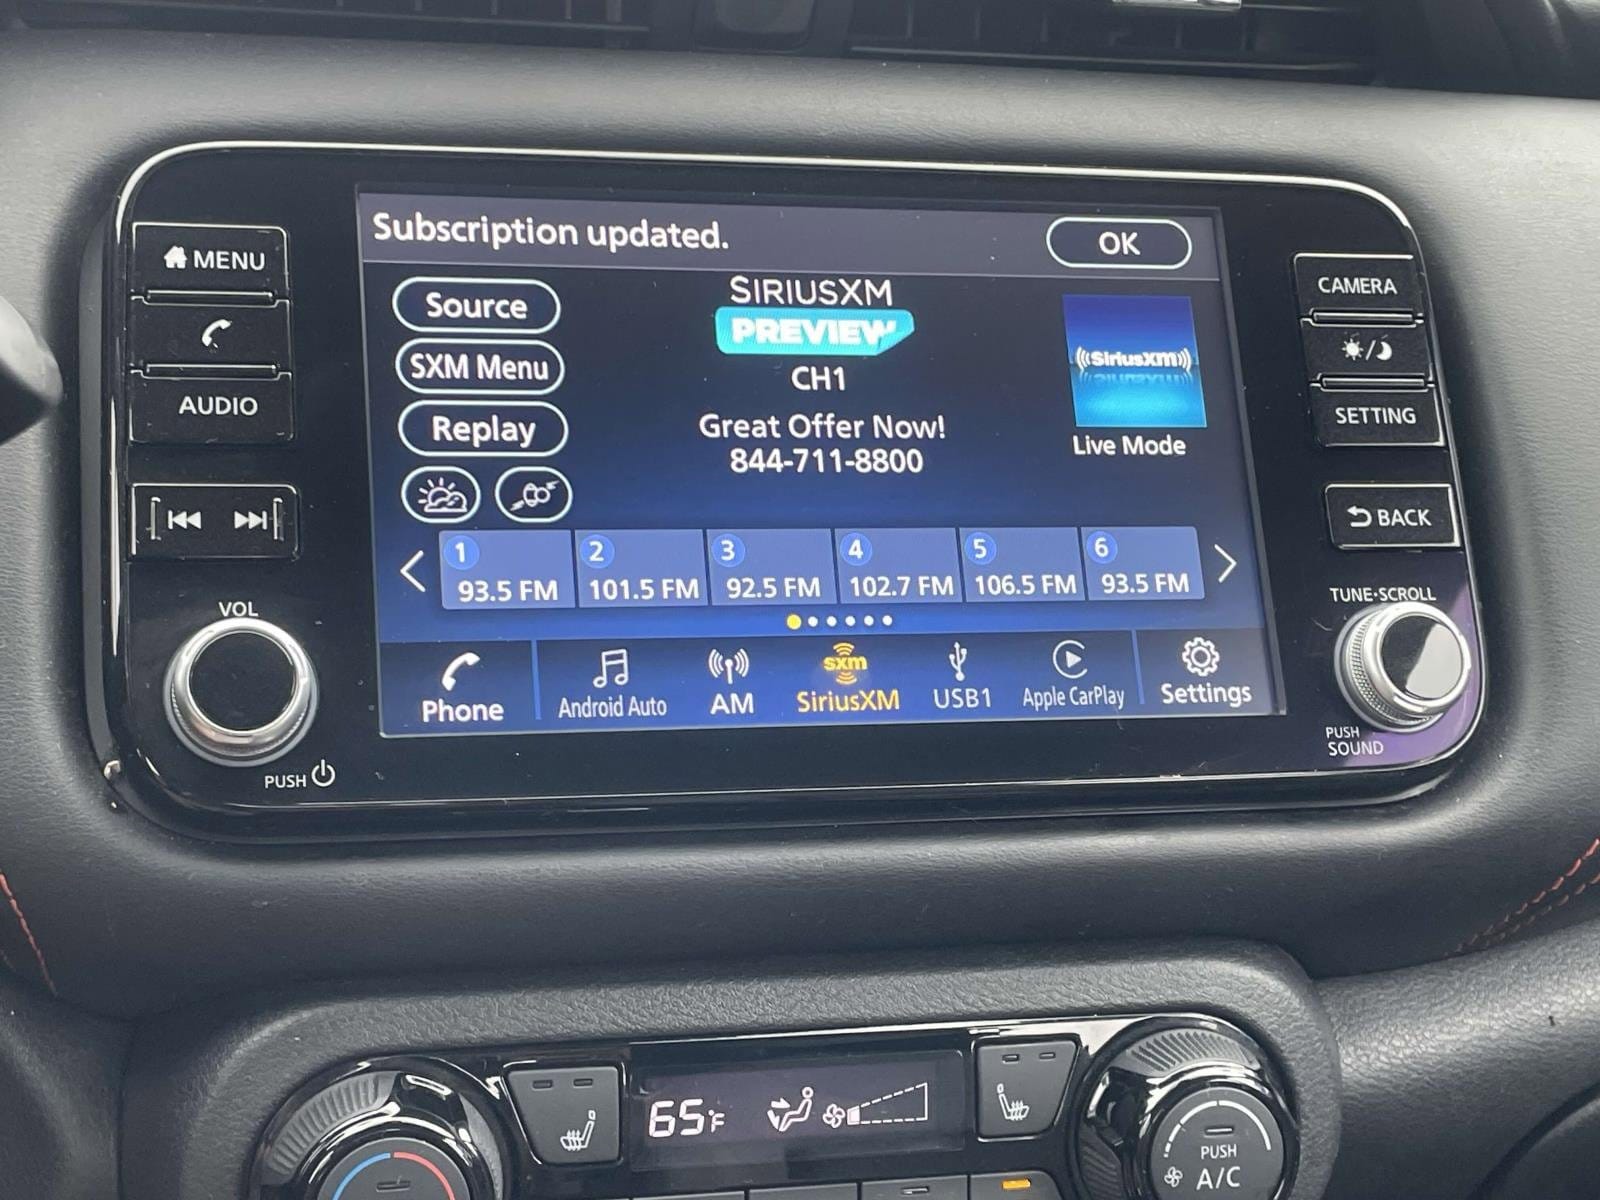 Subscription updated.
OK
MENU
AUDIO
VOL
PUSH
Source
SXM Menu
Replay
SIRIUSXM
PREVIEW
CH1
Great Offer Now!
844-711-8800
((SiriusXM))
Live Mode
1
93.5 FM
2
101.5 FM
3
92.5 FM
4
102.7 FM
5
106.5 FM
6
93.5 FM
Phone
Android Auto
AM
sxm
SiriusXM
USB1
Apple CarPlay
Settings
CAMERA
SETTING
BACK
TUNE·SCROLL
PUSH
SOUND
65°F
PUSH
A/C